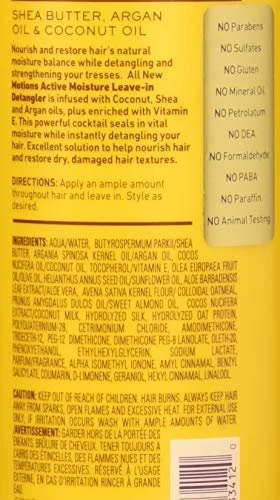 SHEA BUTTER, ARGAN
OIL & COCONUT OIL
Nourish and restore hair's natural
moisture balance while detangling and
strengthening your tresses. All New
Motions Active Moisture Leave-in
Detangler is infused with Coconut, Shea
and Argan oils, plus enriched with Vitamin
E. This powerful cocktail seals in vital
moisture while instantly detangling your
hair. Excellent solution to help nourish hair
and restore dry, damaged hair textures.
DIRECTIONS: Apply an ample amount
throughout hair and leave in. Style as
desired.
NO Parabens
NO Sulfates
NO Gluten
NO Mineral Oil
NO Petrolatum
NO DEA
NO Formaldehyde
NO PABA
NO Paraffin
NO Animal Testing
INGREDIENTS: AQUA/WATER, BUTYROSPERMUM PARKII/SHEA
BUTTER, ARGANIA SPINOSA KERNEL OIL/ARGAN OIL, COCOS
NUCIFERA OIL/COCONUT OIL, TOCOPHEROL/VITAMIN E, OLEA EUROPAEA FRUIT
OIL/OLIVE OIL, HELIANTHUS ANNUUS SEED OIL/SUNFLOWER, ALOE BARBADENSIS
LEAF EXTRACT/ALOE VERA, AVENA SATIVA KERNEL FLOUR/COLLOIDAL OATMEAL,
PRUNUS AMYGDALUS DULCIS OIL/SWEET ALMOND OIL, COCOS NUCIFERA
EXTRACT/COCONUT MILK, HYDROLYZED SILK, HYDROLYZED OAT PROTEIN,
POLYQUATERNIUM-28, CETRIMONIUM CHLORIDE, AMODIMETHICONE,
TRIDECETH-12, PEG-12 DIMETHICONE, DIMETHICONE PEG-8 LANOLATE, OLETH-20,
PHENOXYETHANOL, ETHYLHEXYLGLYCERIN, SODIUM LACTATE,
PARFUM/FRAGRANCE, ALPHA ISOMETHYL IONONE, AMYL CINNAMAL, BENZYL
SALICYLATE, COUMARIN, D-LIMONENE, GERANIOL, HEXYL CINNAMAL, LINALOOL.
CAUTION: KEEP OUT OF REACH OF CHILDREN. HAIR BURNS. ALWAYS KEEP HAIR
AWAY FROM SPARKS, OPEN FLAMES AND EXCESSIVE HEAT. FOR EXTERNAL USE
ONLY. IF IRRITATION OCCURS WASH WITH AMPLE AMOUNTS OF WATER
AVERTISSEMENT: GARDER HORS DE LA PORTÉE DES
ENFANTS. BRÛLURE DE CHEVEUX. TENER TOUJOURS A
CABRIS DES ETINCELLES, DES FLAMMES NUES ET DES
TEMPERATURES EXCESSIVES. RÉSERVÉ À L'USAGE
EXTERNE. EN CAS D'IRRITATION, NETTOYER À
33412 0